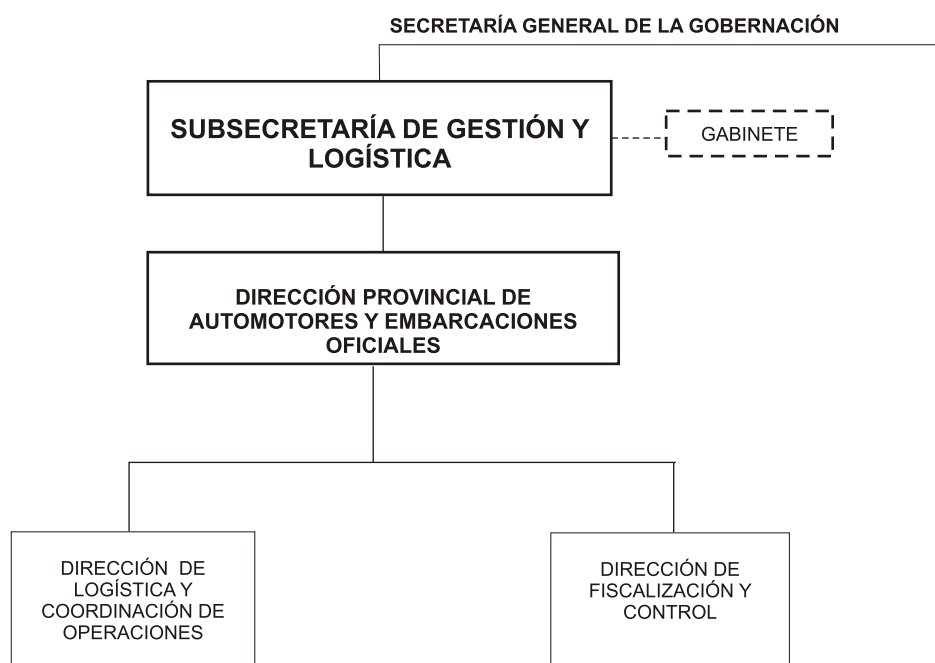 SECRETARÍA GENERAL DE LA GOBERNACIÓN
SUBSECRETARÍA DE GESTIÓN Y
LOGÍSTICA
GABINETE
DIRECCIÓN PROVINCIAL DE
AUTOMOTORES Y EMBARCACIONES
OFICIALES
DIRECCIÓN DE
LOGÍSTICA Y
COORDINACIÓN DE
OPERACIONES
DIRECCIÓN DE
FISCALIZACIÓN Y
CONTROL